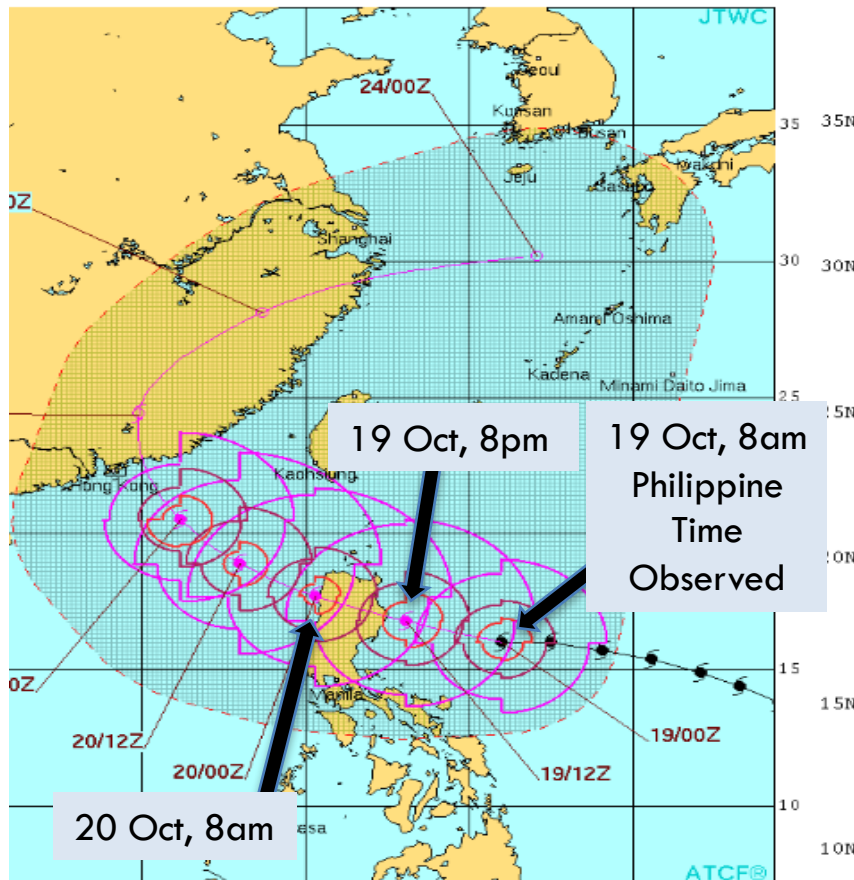 JTWC
Seoul
24/00Z
Kunsan
Busan
35
35N
Jeju
Iwakuni
Sasebo
0Z
Shanghai
30
30N
Amami Oshima
Kadena
Minami Daito Jima
25
25N
19 Oct, 8pm
19 Oct, 8am
Philippine
Time
Observed
Kaohsiung
Hong Kong
20N
15
15N
Manila
0Z
20/12Z
20/00Z
19/12Z
19/00Z
10
10N
20 Oct, 8am
esa
ATCF®